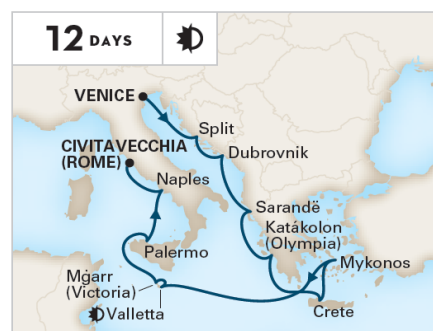 12 DAYS
VENICE
Split
CIVITAVECCHIA
(ROME)
Dubrovnik
Naples
Sarandë
Katákolon
(Olympia)
Palermo
Mykonos
Mġarr
(Victoria)
Valletta
Crete